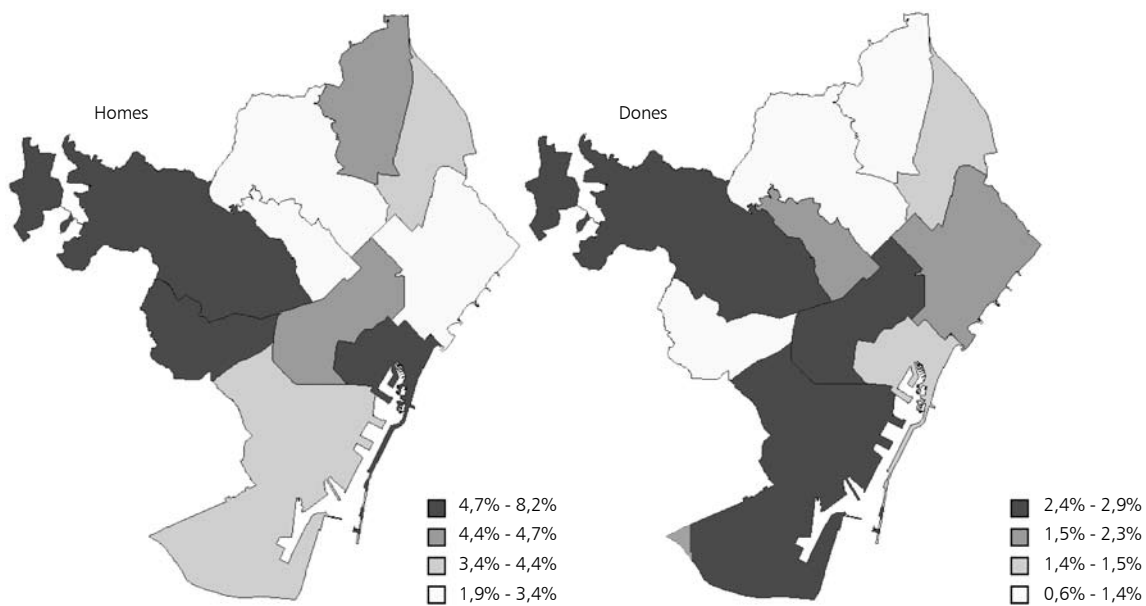 Homes
4,7% - 8,2%
4,4% - 4,7%
3,4% - 4,4%
1,9% - 3,4%
Dones
2,4% - 2,9%
1,5% - 2,3%
1,4% - 1,5%
0,6% - 1,4%